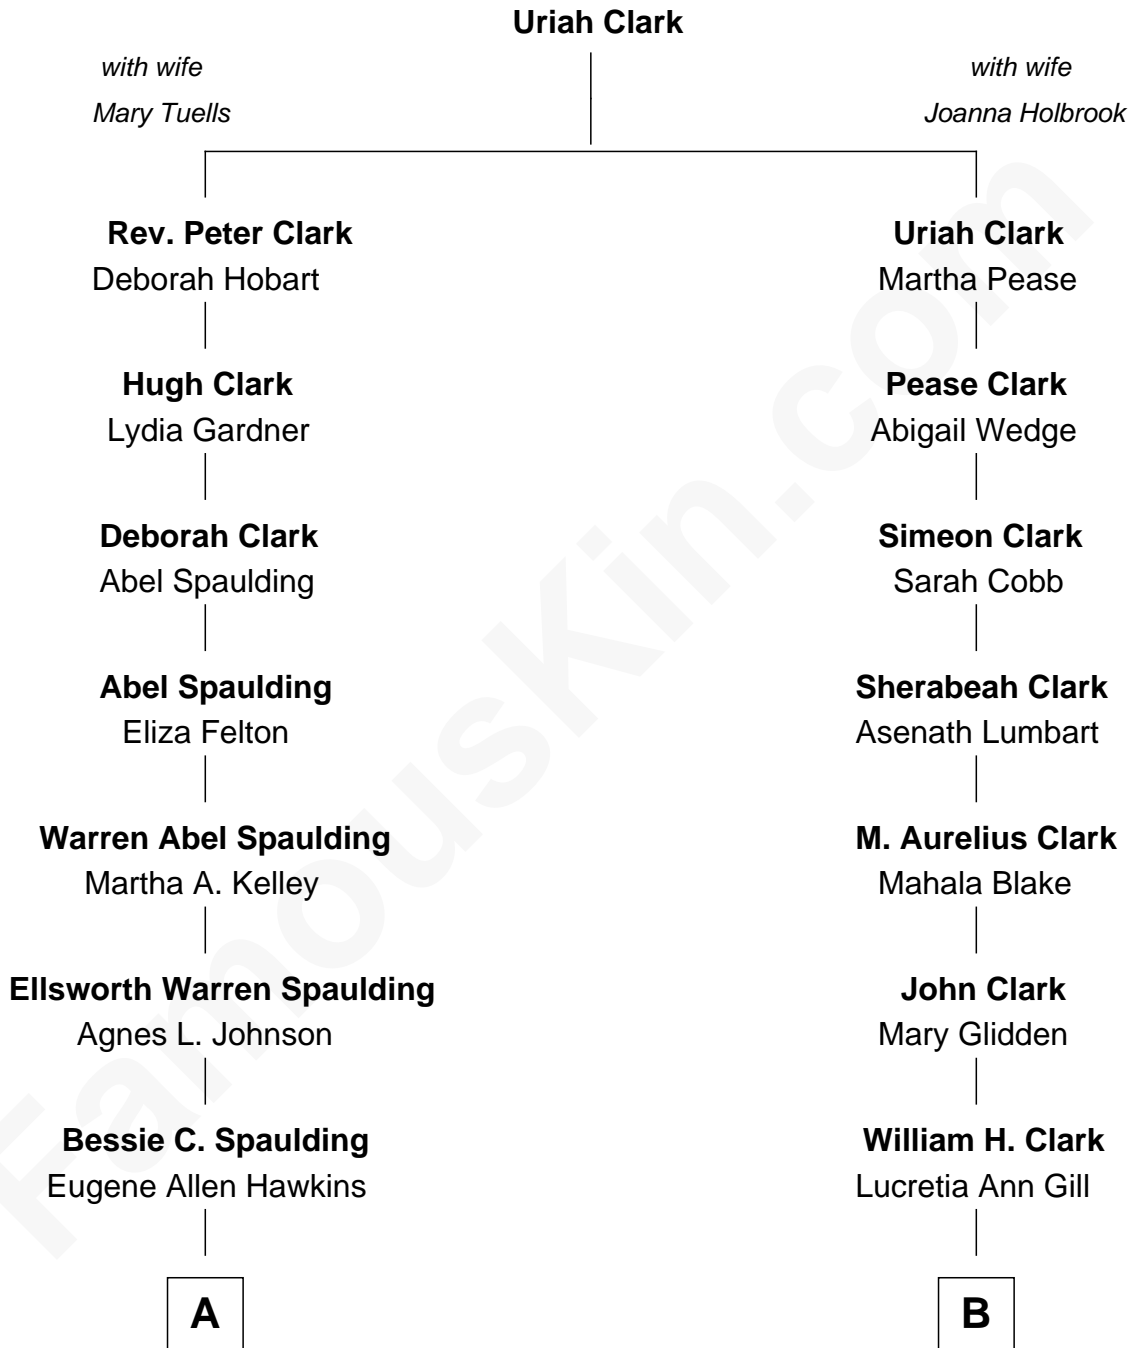 Uriah Clark
with wife
Mary Tuells
with wife
Joanna Holbrook
Rev. Peter Clark
Deborah Hobart
Uriah Clark
Martha Pease
Hugh Clark
Lydia Gardner
Pease Clark
Abigail Wedge
Deborah Clark
Abel Spaulding
Simeon Clark
Sarah Cobb
Abel Spaulding
Eliza Felton
Sherabeah Clark
Asenath Lumbart
Warren Abel Spaulding
Martha A. Kelley
M. Aurelius Clark
Mahala Blake
Ellsworth Warren Spaulding
Agnes L. Johnson
John Clark
Mary Glidden
Bessie C. Spaulding
Eugene Allen Hawkins
William H. Clark
Lucretia Ann Gill
A
B
FamousKin.com